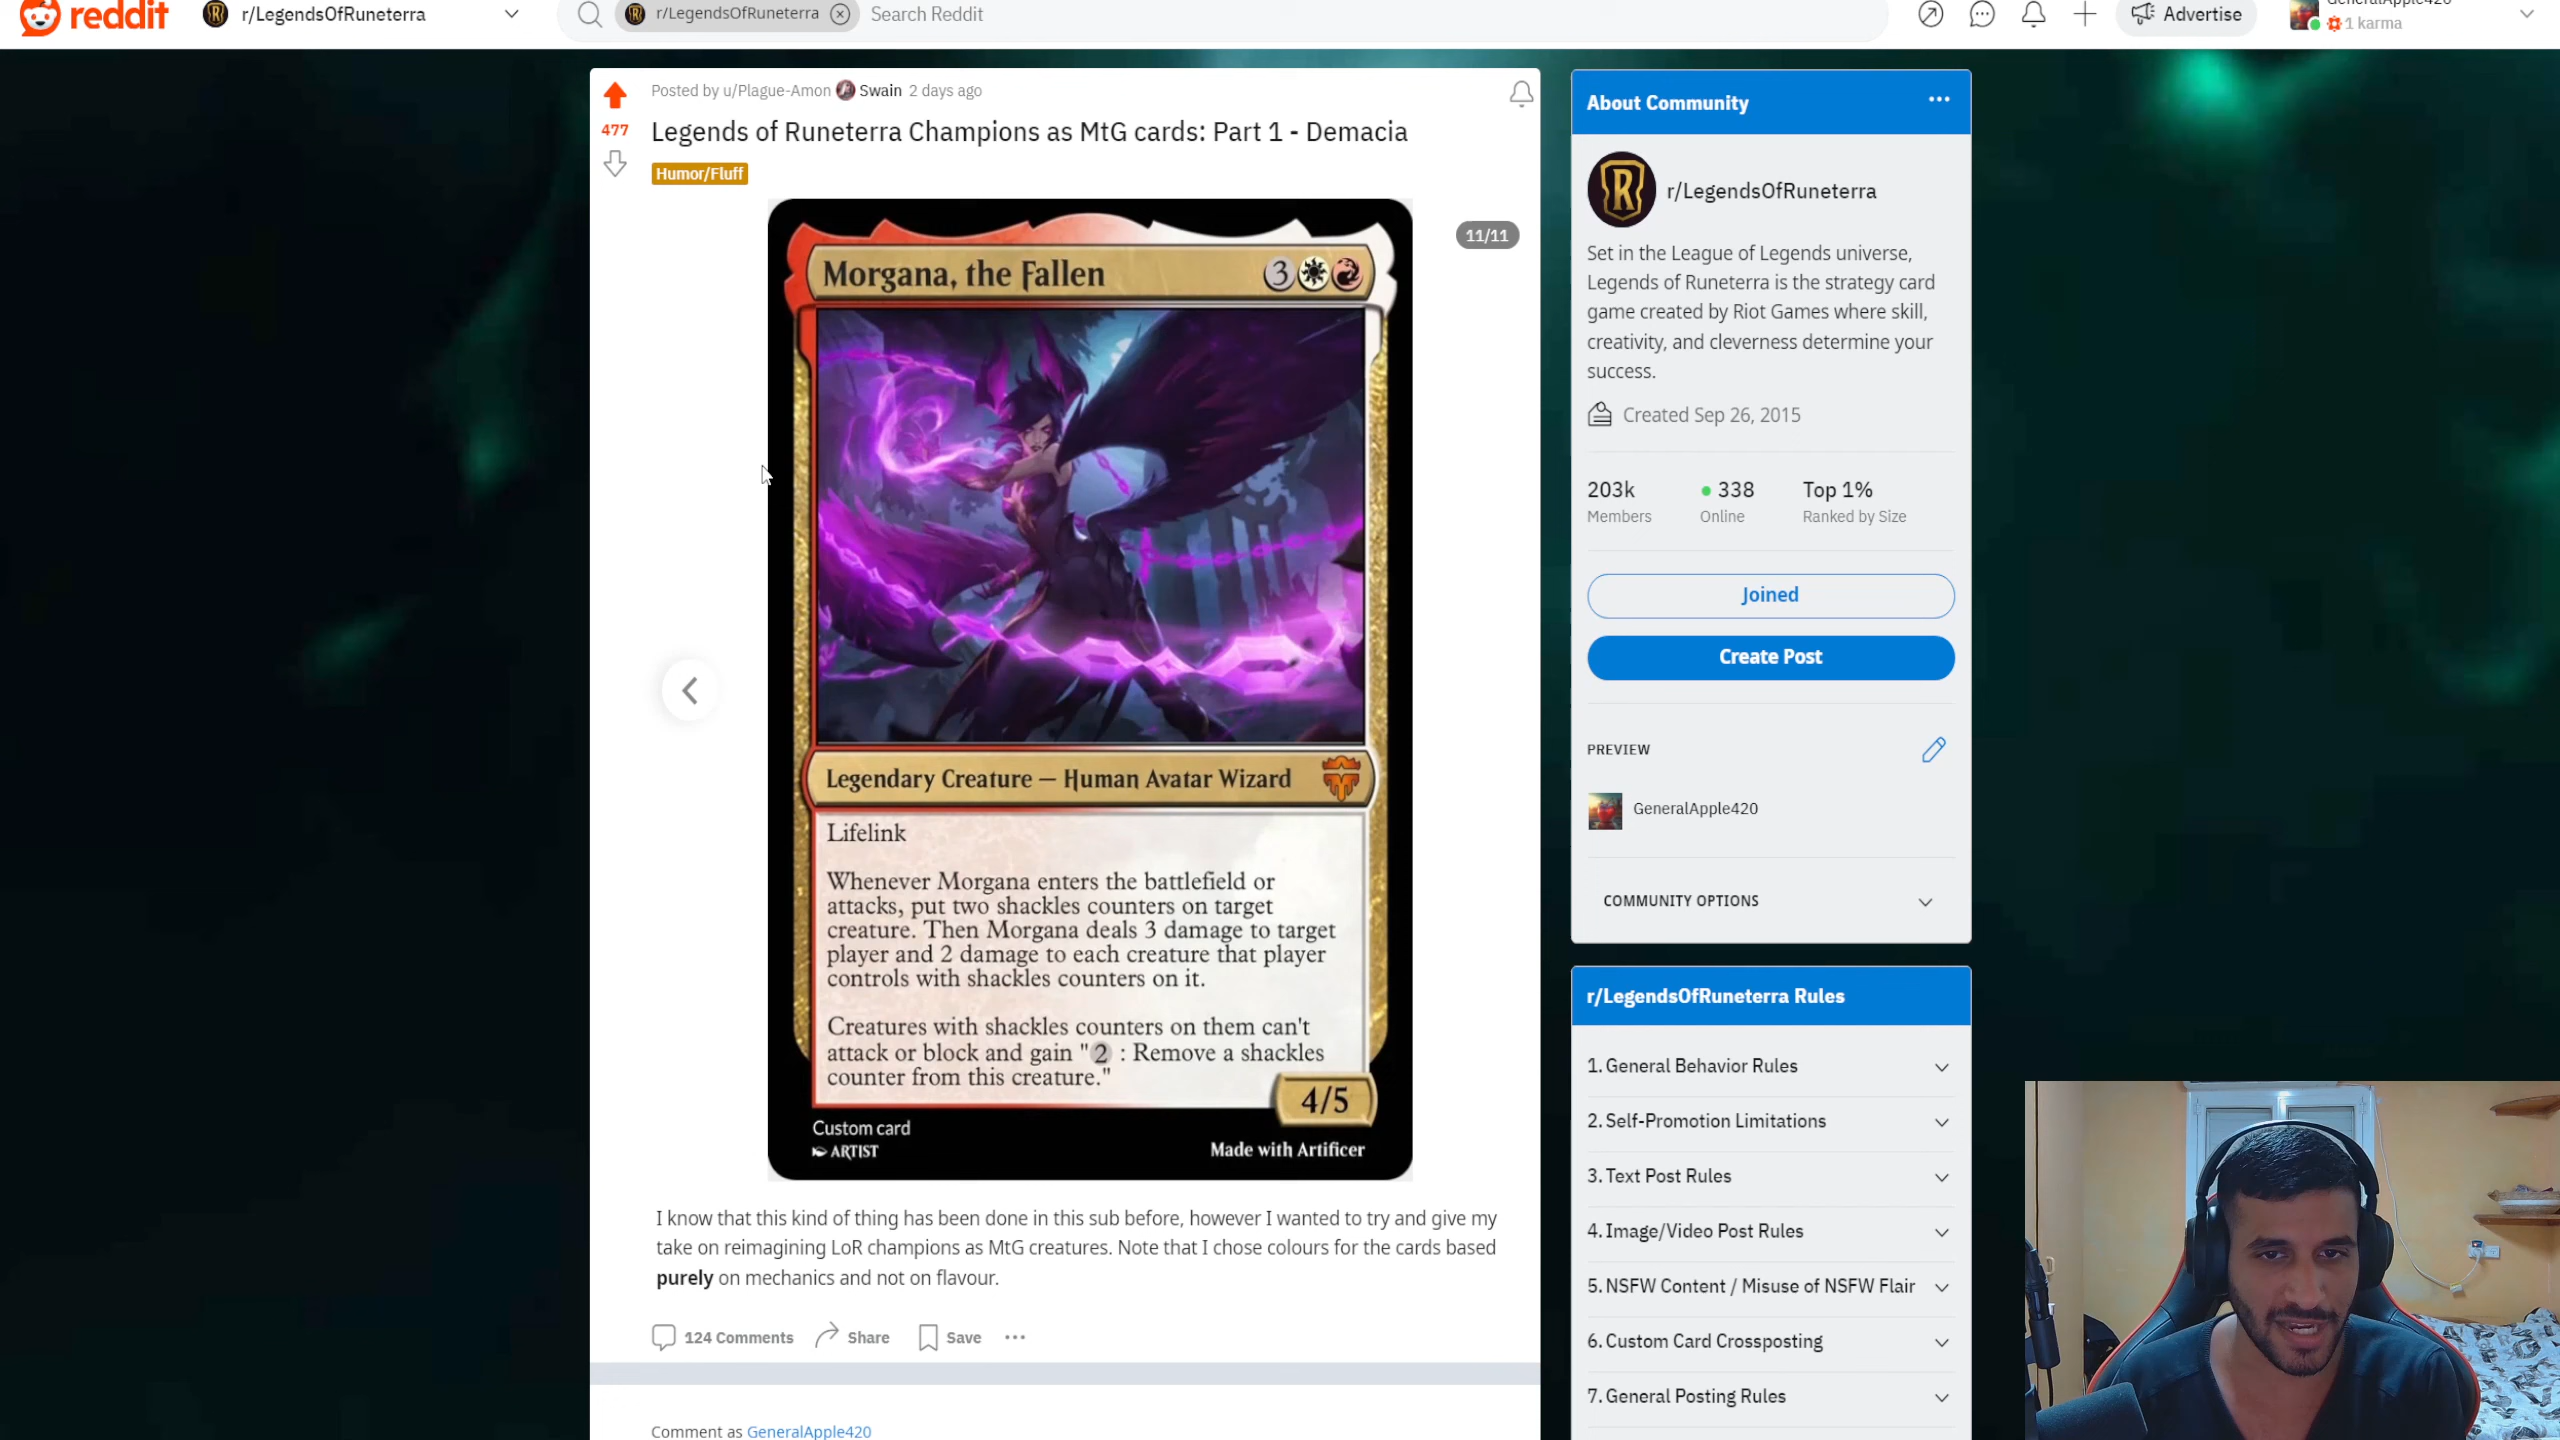 reddit
r/LegendsOfRuneterra
r/LegendsOfRuneterra
Search Reddit
Advertise
GeneralApple420
1 karma
Posted by u/Plague-Amon Swain 2 days ago
477
Legends of Runeterra Champions as MtG cards: Part 1 - Demacia
Humor/Fluff
11/11
Morgana, the Fallen
3
Legendary Creature — Human Avatar Wizard
Lifelink
Whenever Morgana enters the battlefield or
attacks, put two shackles counters on target
creature. Then Morgana deals 3 damage to target
player and 2 damage to each creature that player
controls with shackles counters on it.
Creatures with shackles counters on them can't
attack or block and gain "2 : Remove a shackles
counter from this creature."
4/5
Custom card
ARTIST
Made with Artificer
I know that this kind of thing has been done in this sub before, however I wanted to try and give my
take on reimagining LoR champions as MtG creatures. Note that I chose colours for the cards based
purely on mechanics and not on flavour.
124 Comments
Share
Save
Comment as GeneralApple420
About Community
r/LegendsOfRuneterra
Set in the League of Legends universe,
Legends of Runeterra is the strategy card
game created by Riot Games where skill,
creativity, and cleverness determine your
success.
Created Sep 26, 2015
203k
338
Top 1%
Members
Online
Ranked by Size
Joined
Create Post
PREVIEW
GeneralApple420
COMMUNITY OPTIONS
r/LegendsOfRuneterra Rules
1. General Behavior Rules
2. Self-Promotion Limitations
3. Text Post Rules
4. Image/Video Post Rules
5. NSFW Content / Misuse of NSFW Flair
6. Custom Card Crossposting
7. General Posting Rules